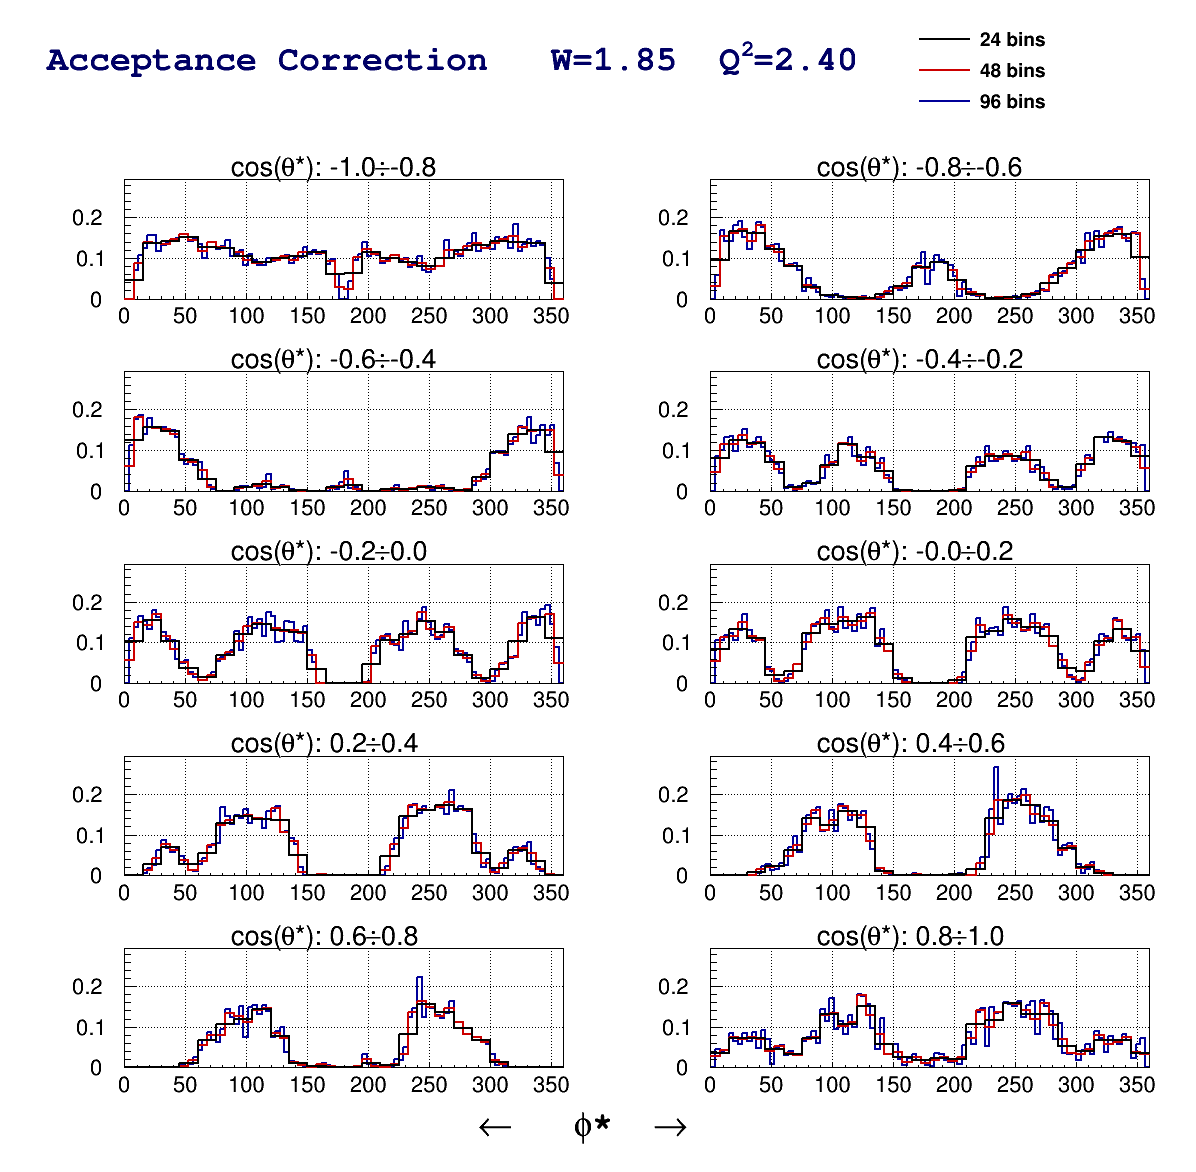 Acceptance Correction W=1.85 Q²=2.40
24 bins
48 bins
96 bins
cos(θ*): -1.0÷-0.8
0.2
0.1
0
0 50 100 150 200 250 300 350
cos(θ*): -0.8÷-0.6
0.2
0.1
0
0 50 100 150 200 250 300 350
cos(θ*): -0.6÷-0.4
0.2
0.1
0
0 50 100 150 200 250 300 350
cos(θ*): -0.4÷-0.2
0.2
0.1
0
0 50 100 150 200 250 300 350
cos(θ*): -0.2÷0.0
0.2
0.1
0
0 50 100 150 200 250 300 350
cos(θ*): -0.0÷0.2
0.2
0.1
0
0 50 100 150 200 250 300 350
cos(θ*): 0.2÷0.4
0.2
0.1
0
0 50 100 150 200 250 300 350
cos(θ*): 0.4÷0.6
0.2
0.1
0
0 50 100 150 200 250 300 350
cos(θ*): 0.6÷0.8
0.2
0.1
0
0 50 100 150 200 250 300 350
cos(θ*): 0.8÷1.0
0.2
0.1
0
0 50 100 150 200 250 300 350
← ϕ* →